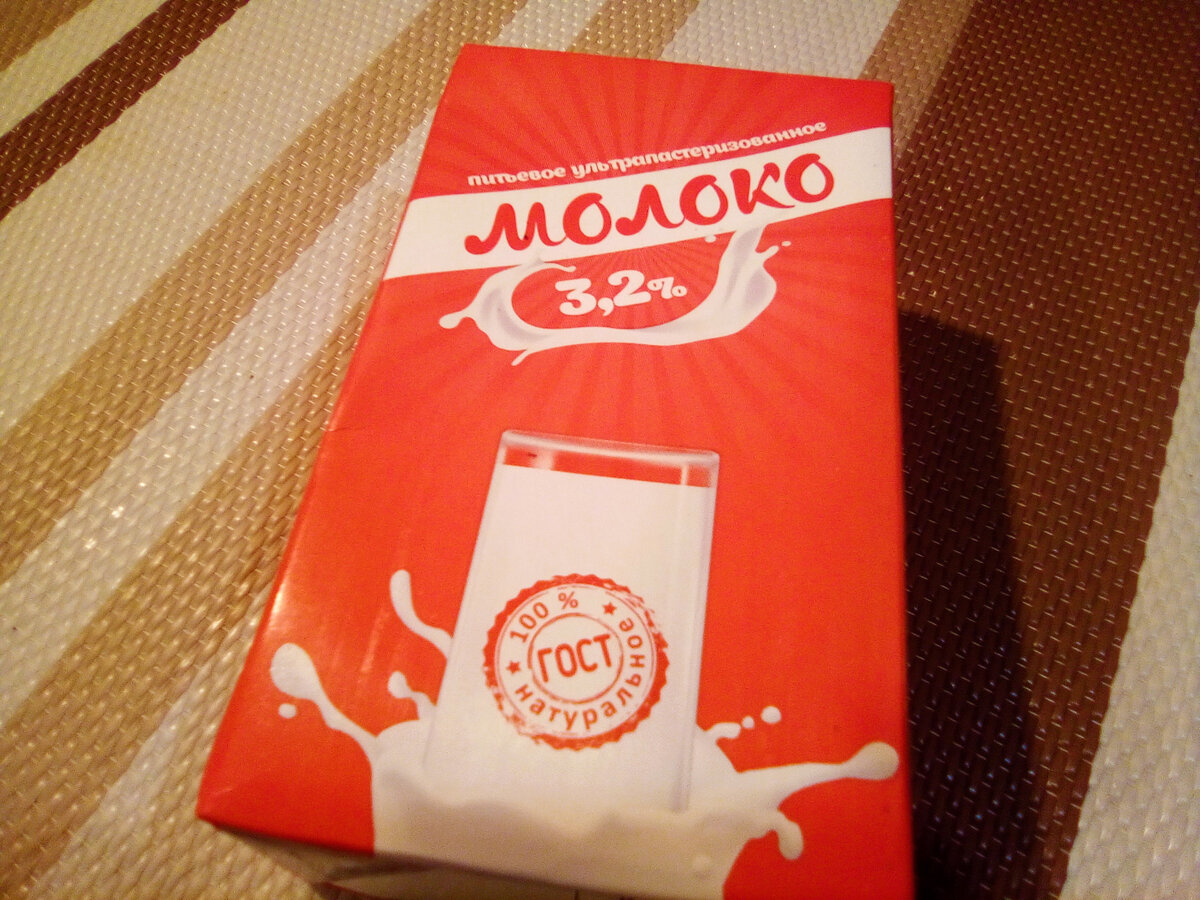 питьевое ультрапастеризованное
молоко
3,2%
100 %
ГОСТ
натуральное